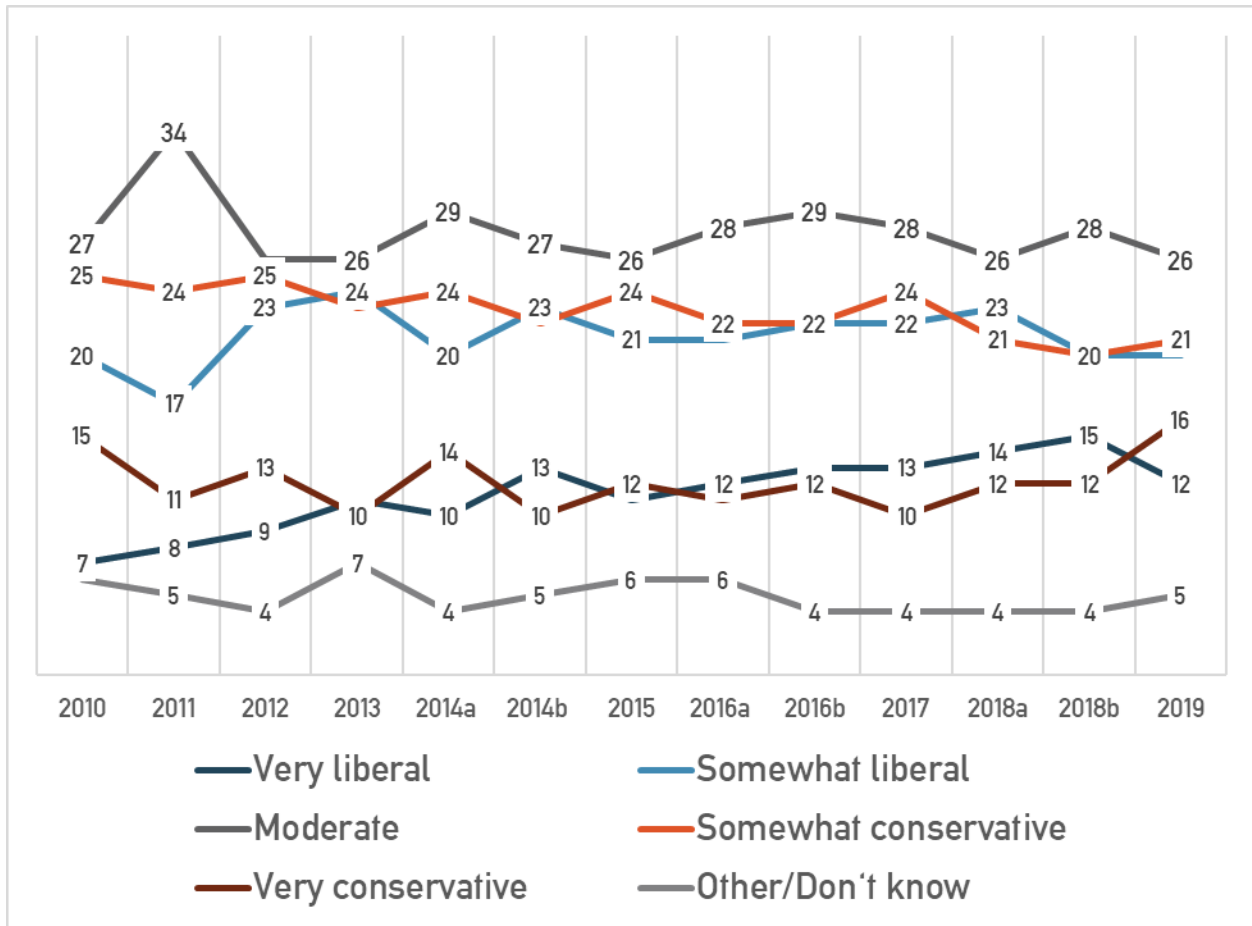 34
29 29
27 27 28 28 28
26 26 26 26
25 24 25 24 24 24 24
23 23 22 22 22 23 21 21
20 20 21 20
17
15 14 14 15 16
13 13 12 12 12 13 12 12 12
11 10 10 10 10
7 8 9 7
5 4 4 5 6 6 4 4 4 4 5
2010 2011 2012 2013 2014a 2014b 2015 2016a 2016b 2017 2018a 2018b 2019
Very liberal Somewhat liberal
Moderate Somewhat conservative
Very conservative Other/Don‘t know